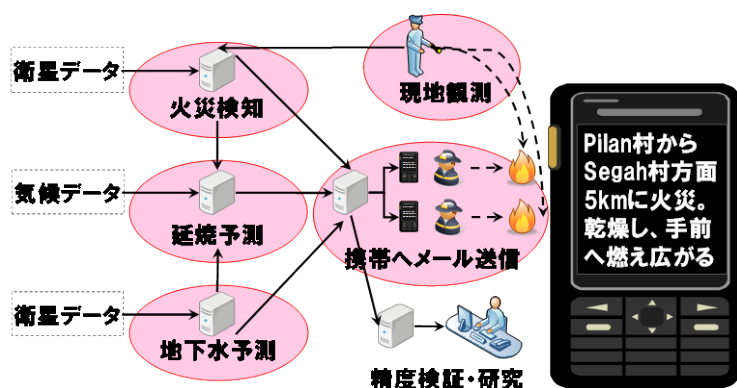 衛星データ
火災検知
現地観測
気候データ
延焼予測
携帯へメール送信
衛星データ
地下水予測
精度検証・研究
Pilan村から
Segah村方面
5kmに火災。
乾燥し、手前
へ燃え広がる